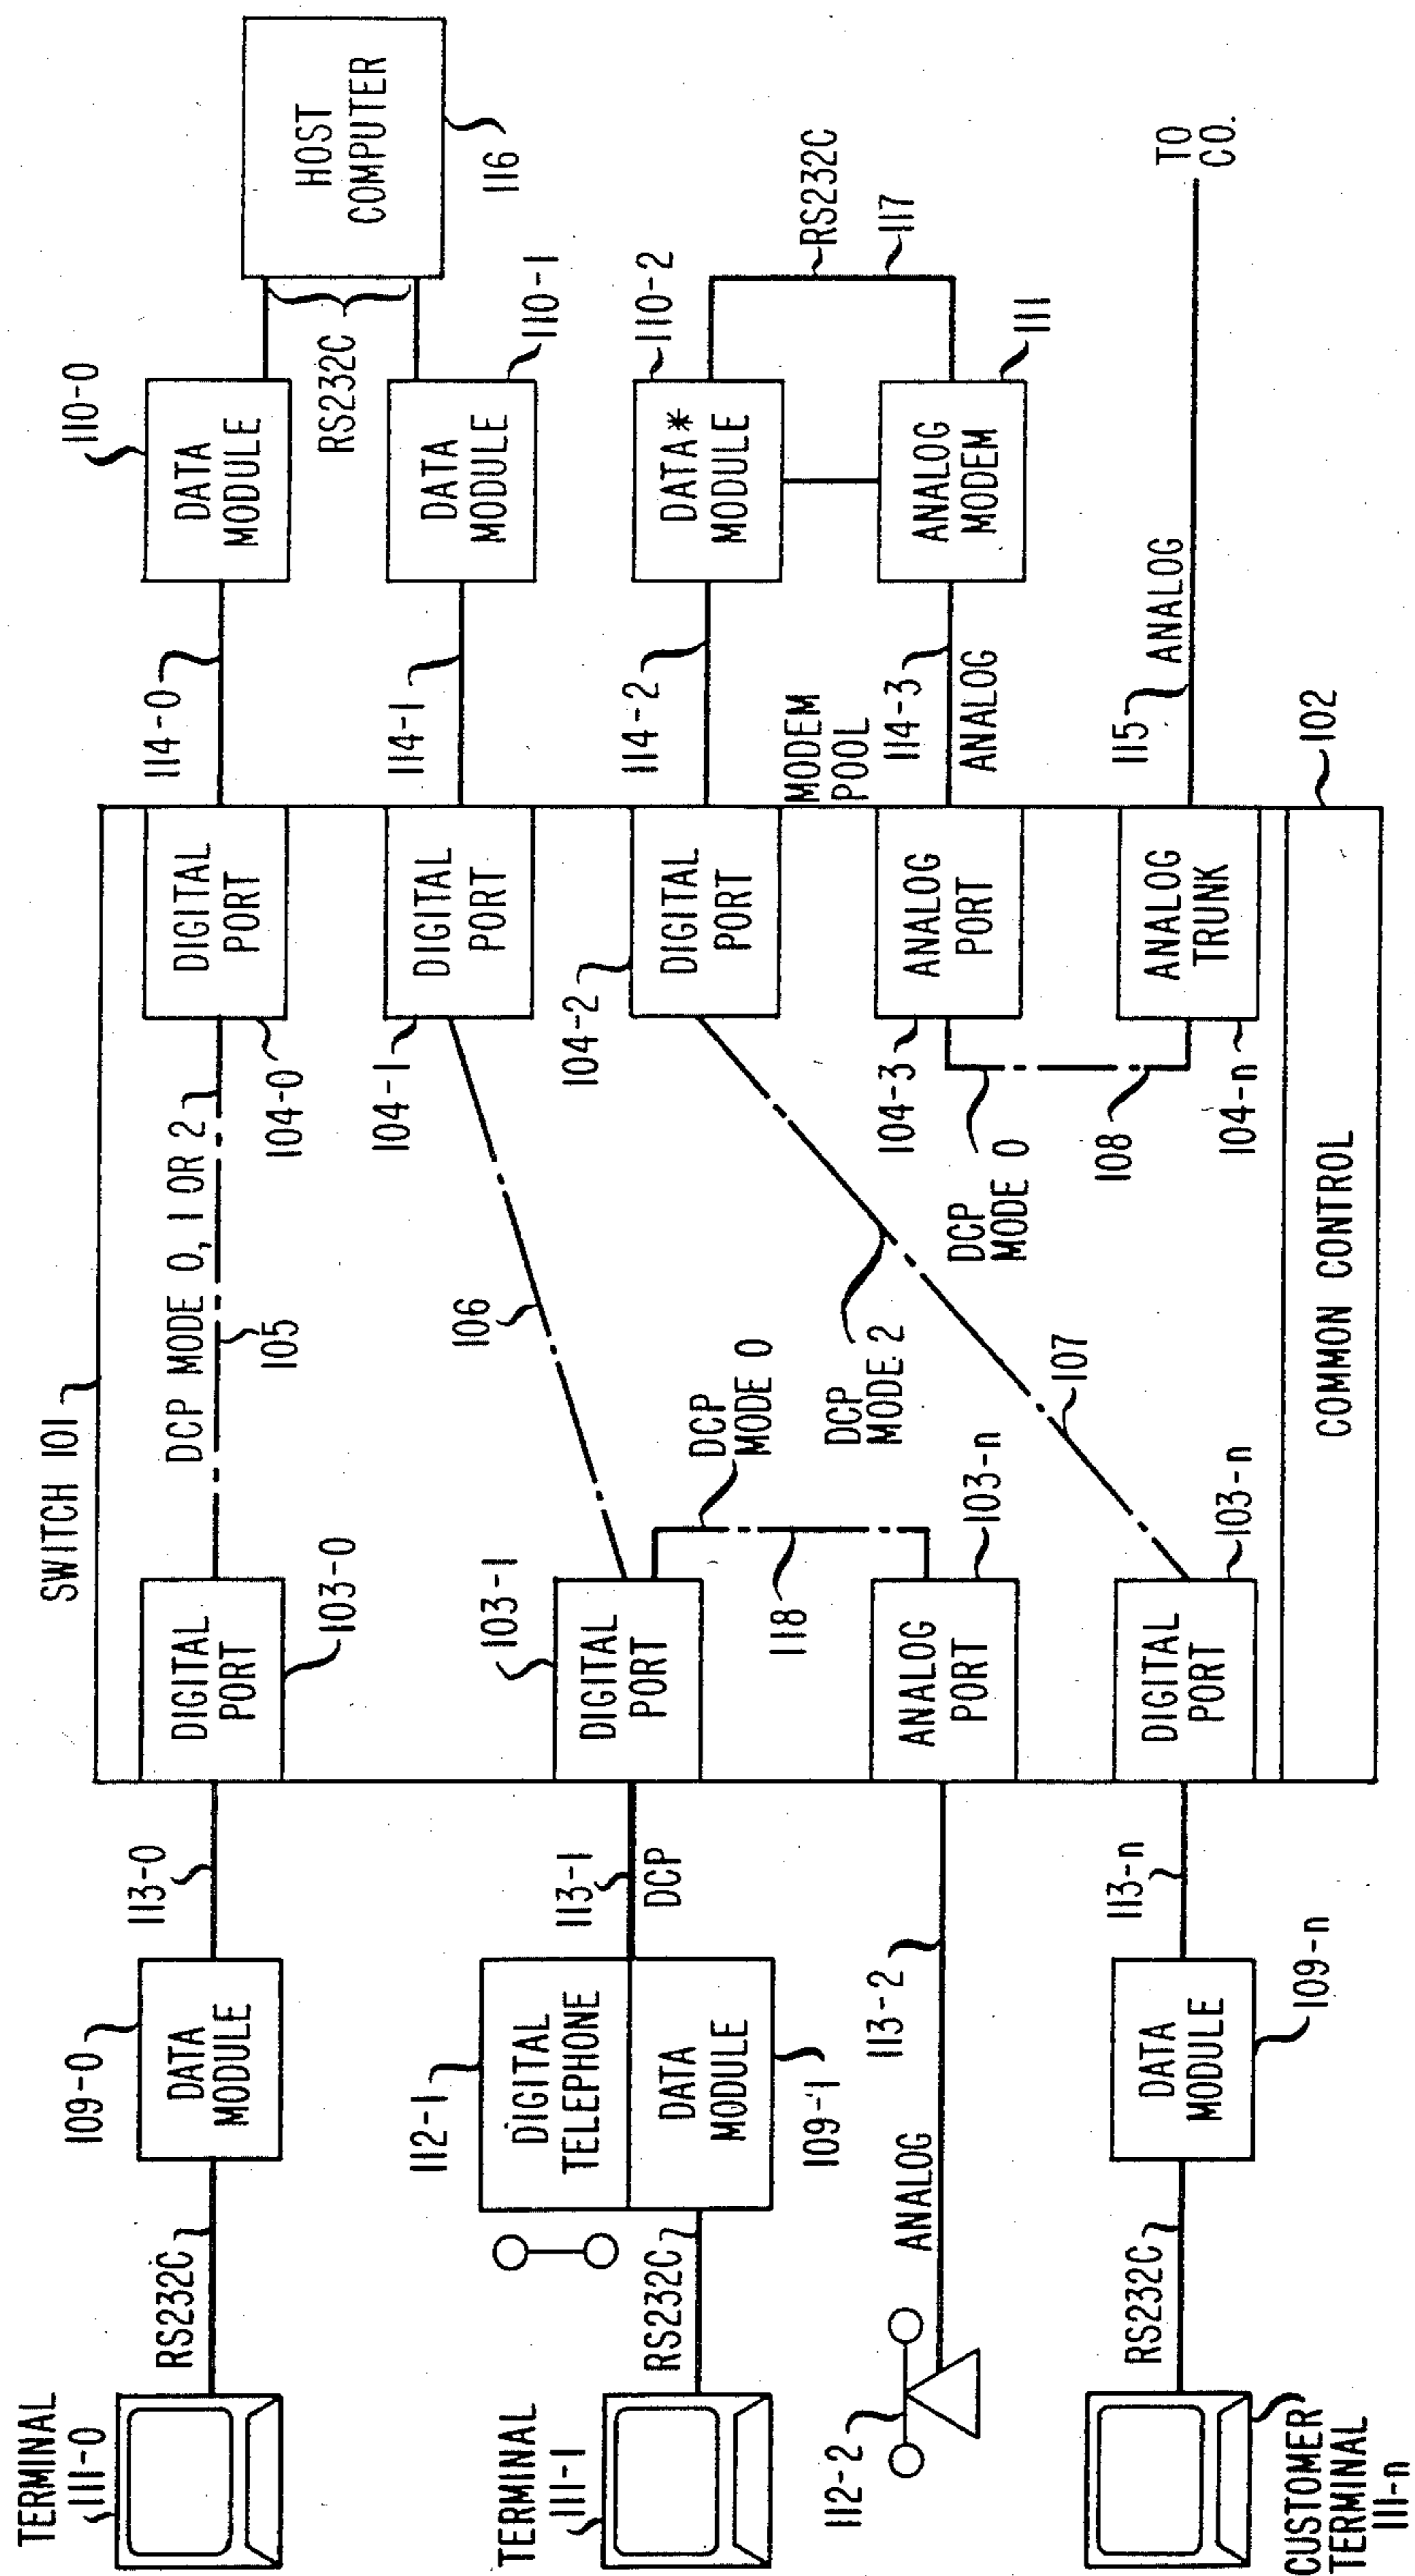 SWITCH 101
TERMINAL
111-0
RS232C
109-0
DATA
MODULE
113-0
DIGITAL
PORT
103-0
DCP MODE 0, 1 OR 2
105
DIGITAL
PORT
104-0
114-0
DATA
MODULE
110-0
RS232C
HOST
COMPUTER
116
TERMINAL
111-1
RS232C
112-1
DIGITAL
TELEPHONE
DATA
MODULE
109-1
113-1
DCP
103-1
DIGITAL
PORT
106
DIGITAL
PORT
104-1
114-1
DATA
MODULE
110-1
DCP
MODE 0
118
112-2
ANALOG
113-2
ANALOG
PORT
103-n
DCP
MODE 2
107
104-2
DIGITAL
PORT
114-2
DATA*
MODULE
110-2
RS232C
117
MODEM
POOL
104-3
ANALOG
PORT
114-3
ANALOG
ANALOG
MODEM
111
DCP
MODE 0
108
CUSTOMER
TERMINAL
111-n
RS232C
DATA
MODULE
109-n
113-n
DIGITAL
PORT
103-n
ANALOG
TRUNK
104-n
115
ANALOG
TO
CO.
COMMON CONTROL
102